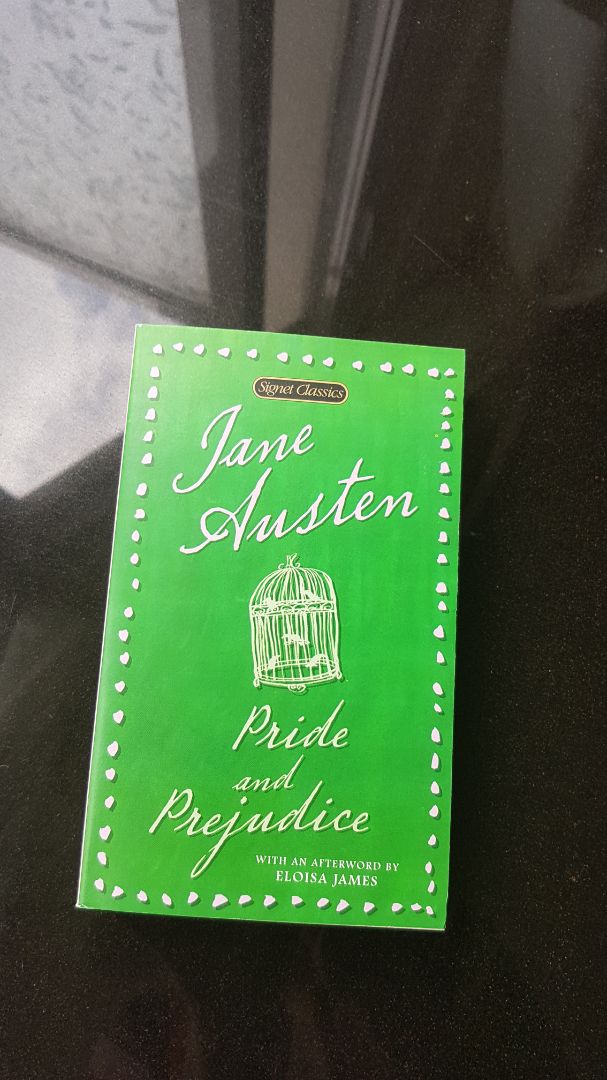 Signet Classics
Jane
Austen
Pride
and
Prejudice
WITH AN AFTERWORD BY
ELOISA JAMES